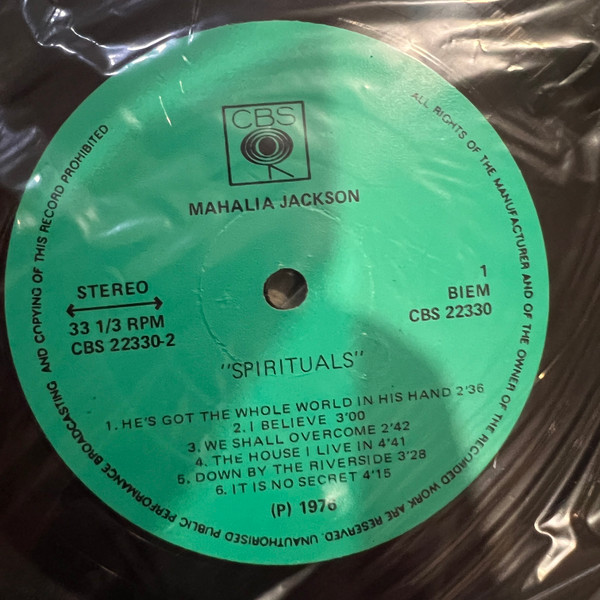 CBS
MAHALIA JACKSON
STEREO
33 1/3 RPM
CBS 22330-2
1
BIEM
CBS 22330
"SPIRITUALS"
1. HE'S GOT THE WHOLE WORLD IN HIS HAND 2'36
2. I BELIEVE 3'00
3. WE SHALL OVERCOME 2'42
4. THE HOUSE I LIVE IN 4'41
5. DOWN BY THE RIVERSIDE 3'28
6. IT IS NO SECRET 4'15
(P) 1976
ALL RIGHTS OF THE MANUFACTURER AND OF THE OWNER OF THE RECORDED WORK ARE RESERVED. UNAUTHORISED PUBLIC PERFORMANCE BROADCASTING AND COPYING OF THIS RECORD PROHIBITED